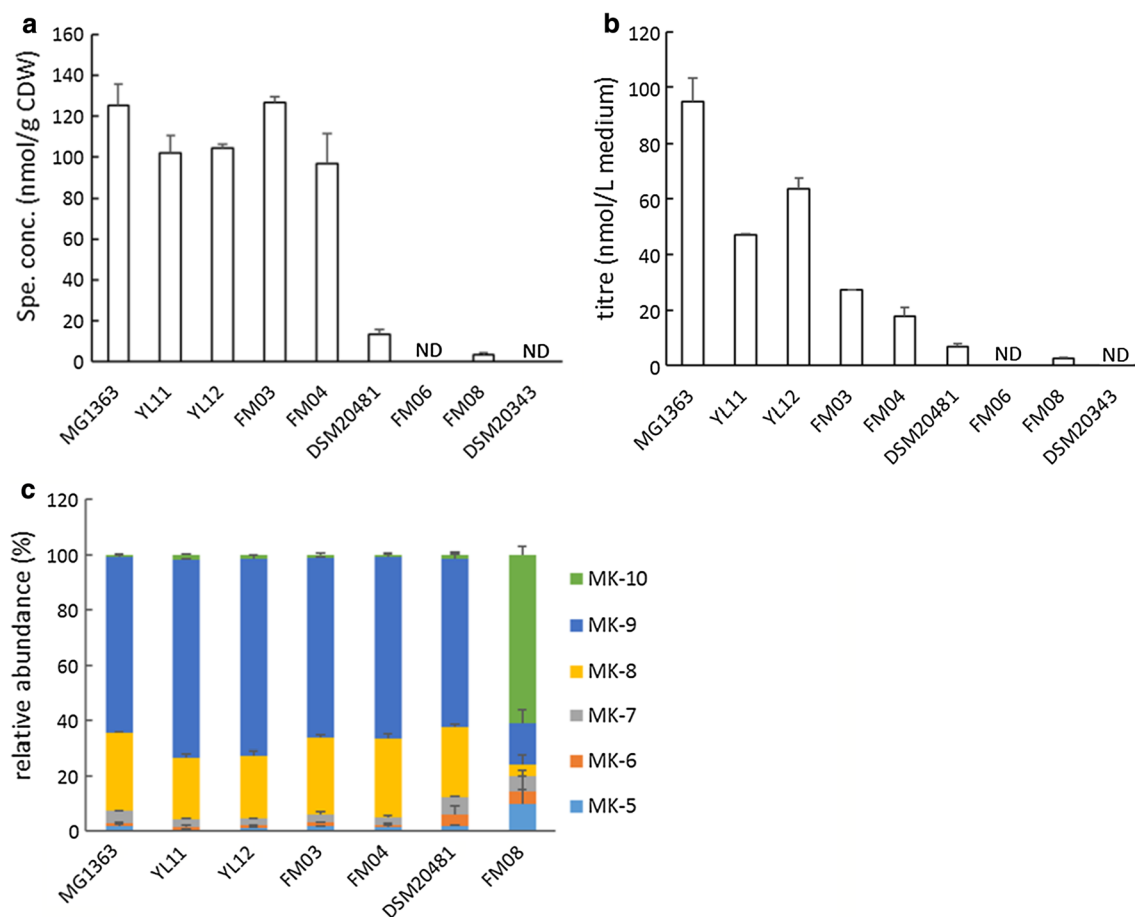 a
Spe. conc. (nmol/g CDW)
160
140
120
100
80
60
40
20
0
ND
ND
MG1363
YL11
YL12
FM03
FM04
DSM20481
FM06
FM08
DSM20343
b
titre (nmol/L medium)
120
100
80
60
40
20
0
ND
ND
MG1363
YL11
YL12
FM03
FM04
DSM20481
FM06
FM08
DSM20343
c
relative abundance (%)
120
100
80
60
40
20
0
MG1363
YL11
YL12
FM03
FM04
DSM20481
FM08
MK-10
MK-9
MK-8
MK-7
MK-6
MK-5